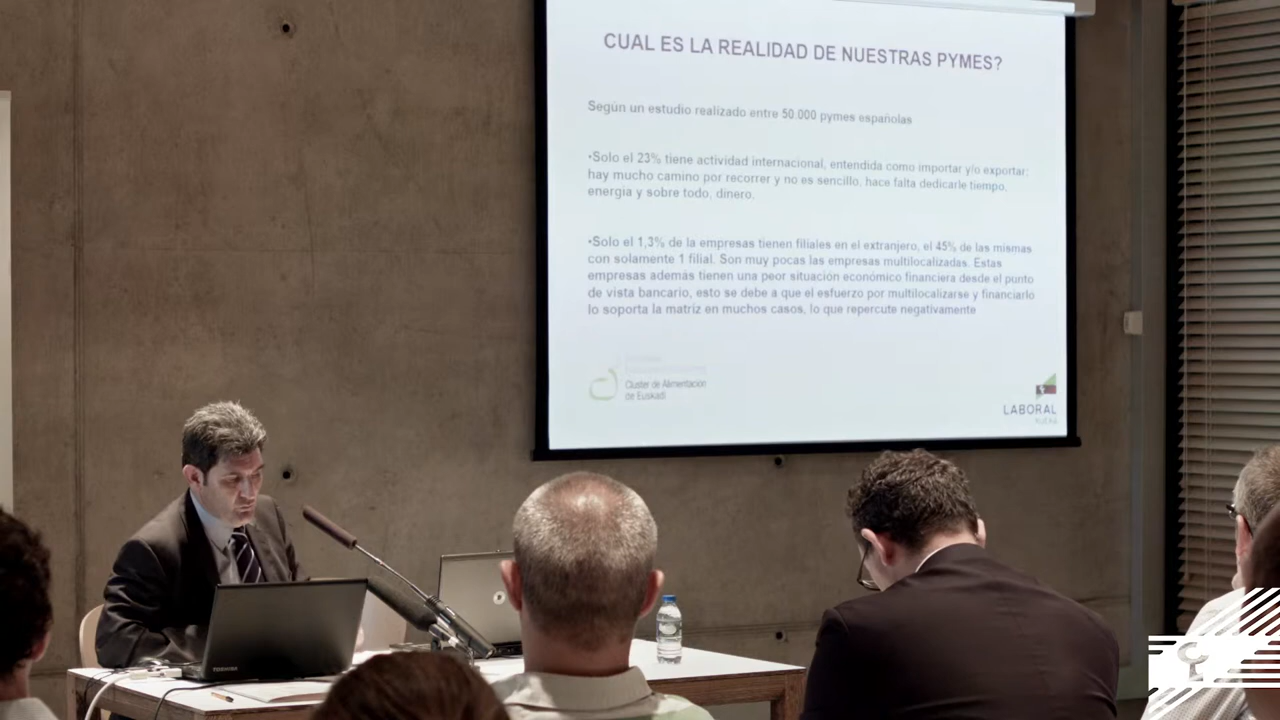 CUAL ES LA REALIDAD DE NUESTRAS PYMES?
Según un estudio realizado entre 50.000 pymes españolas
•Solo el 23% tiene actividad internacional, entendida como importar y/o exportar;
hay mucho camino por recorrer y no es sencillo, hace falta dedicarle tiempo,
energia y sobre todo, dinero.
•Solo el 1,3% de la empresas tienen filiales en el extranjero, el 45% de las mismas
con solamente 1 filial. Son muy pocas las empresas multilocalizadas. Estas
empresas además tienen una peor situación económico financiera desde el punto
de vista bancario, esto se debe a que el esfuerzo por multilocalizarse y financiarlo
lo soporta la matriz en muchos casos, lo que repercute negativamente
Cluster de Alimentación
de Euskadi
LABORAL
kutxa
TOSHIBA